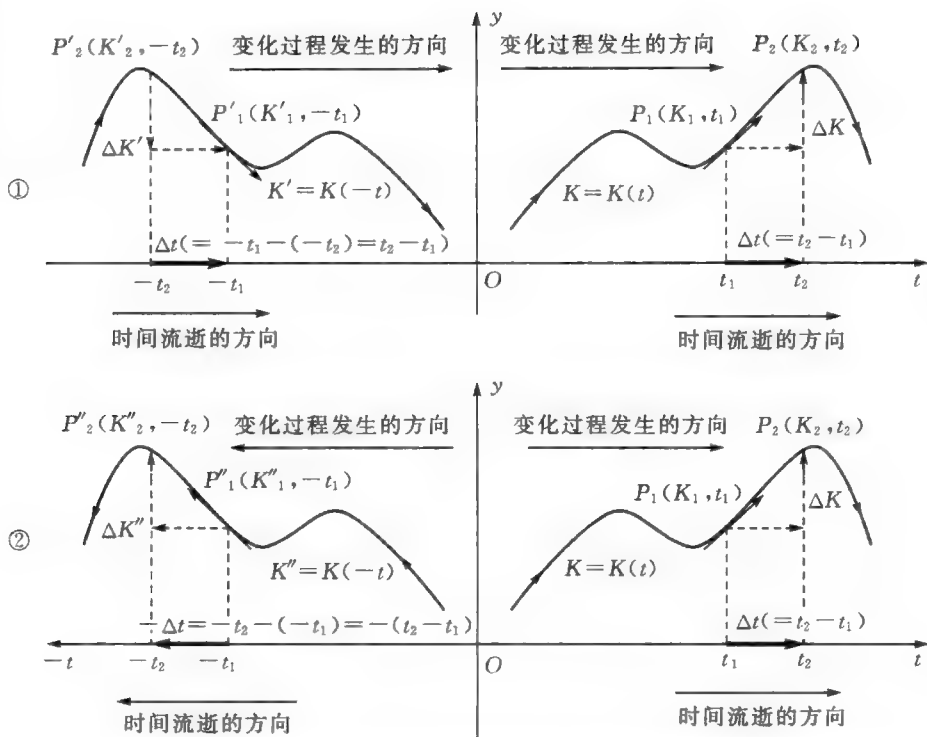 y
P′₂(K′₂,−t₂) 变化过程发生的方向 变化过程发生的方向 P₂(K₂,t₂)
P′₁(K′₁,−t₁) P₁(K₁,t₁)
ΔK′ ΔK
① K′=K(−t) K=K(t)
Δt(= −t₁−(−t₂)=t₂−t₁) Δt(=t₂−t₁)
−t₂ −t₁ O t₁ t₂ t
时间流逝的方向 时间流逝的方向
y
P″₂(K″₂,−t₂) 变化过程发生的方向 变化过程发生的方向 P₂(K₂,t₂)
P″₁(K″₁,−t₁) P₁(K₁,t₁)
ΔK″ ΔK
② K″=K(−t) K=K(t)
−Δt=−t₂−(−t₁)=−(t₂−t₁) Δt(=t₂−t₁)
−t −t₂ −t₁ O t₁ t₂ t
时间流逝的方向 时间流逝的方向